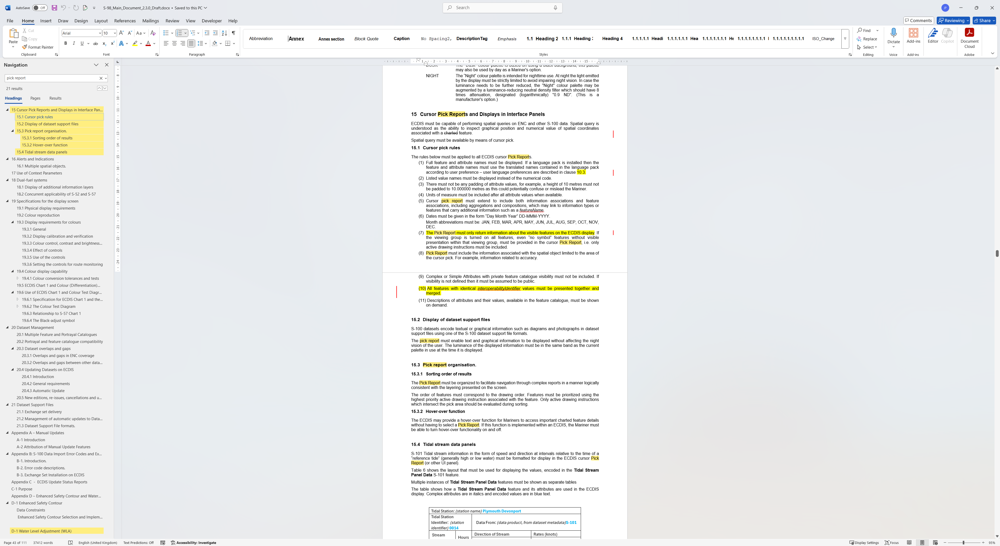 AutoSave Off S-98_Main_Document_2.3.0_Draft.docx • Saved to this PC Search JP
File Home Insert Draw Design Layout References Mailings Review View Developer Help Comments Reviewing Share
Paste Cut Copy Format Painter Clipboard
Arial 10 Aa Font
Paragraph
Abbreviation Annex Annex section Block Quote Caption No Spacing2, DescriptionTag Emphasis 1.1 Heading 2 1.1.1 Heading Heading 4 1.1.1.1.1 Headi 1.1.1.1.1.1 Hea 1.1.1.1.1.1.1 He 1.1.1.1.1.1.1.1 1.1.1.1.1.1.1.1.1 ISO_Change
Styles
Find Replace Select Editing
Dictate Voice
Add-ins Add-ins
Editor Copilot
Document Cloud Adobe
Navigation
pick report
21 results
Headings Pages Results
15 Cursor Pick Reports and Displays in Interface Pan...
15.1 Cursor pick rules
15.2 Display of dataset support files
15.3 Pick report organisation.
15.3.1 Sorting order of results
15.3.2 Hover-over function
15.4 Tidal stream data panels
16 Alerts and Indications
16.1 Multiple spatial objects.
17 Use of Context Parameters
18 Dual-fuel systems
18.1 Display of additional information layers
18.2 Concurrent applicability of S-52 and S-57
19 Specifications for the display screen
19.1 Physical display requirements
19.2 Colour reproduction
19.3 Display requirements for colours
19.3.1 General
19.3.2 Display calibration and verification
19.3.3 Colour control, contrast and brightness...
19.3.4 Effect of controls
19.3.5 Use of the controls
19.3.6 Setting the controls for route monitoring
19.4 Colour display capability
19.4.1 Colour conversion tolerances and tests
19.5 ECDIS Chart 1 and Colour (Differentiation)...
19.6 Use of ECDIS Chart 1 and Colour Test Diagr...
19.6.1 Specification for ECDIS Chart 1 and the...
19.6.2 The Colour Test Diagram
19.6.3 Relationship to S-57 Chart 1
19.6.4 The Black-adjust symbol
20 Dataset Management
20.1 Multiple Feature and Portrayal Catalogues
20.2 Portrayal and feature catalogue compatibility
20.3 Dataset overlaps and gaps
20.3.1 Overlaps and gaps in ENC coverage
20.3.2 Overlaps and gaps between other data...
20.4 Updating Datasets on ECDIS
20.4.1 Introduction
20.4.2 General requirements
20.4.3 Automatic Update
20.5 New editions, re-issues, cancellations and u...
21 Dataset Support Files
21.1 Exchange set delivery
21.2 Management of automatic updates to Data...
21.3 Dataset Support File formats.
Appendix A – Manual Updates
A-1 Introduction
A-2 Attribution of Manual Update Features
Appendix B: S-100 Data Import Error Codes and Ex...
B-1. Introduction.
B-2. Error code descriptions.
B-3. Exchange Set Installation on ECDIS
Appendix C - ECDIS Update Status Reports
C-1 Purpose
Appendix D – Enhanced Safety Contour and Water...
D-1 Enhanced Safety Contour
Data Constraints
Enhanced Safety Contour Selection and Implem...
D-1 Water Level Adjustment (WLA)
DUSK The "Dusk" colour palette is based on using a black background; this palette
may also be used by day as a Mariner's option.
NIGHT The “Night” colour palette is intended for nighttime use. At night the light emitted
by the display must be strictly limited to avoid impairing night vision. In case the
luminance needs to be further reduced, the "Night" colour palette may be
augmented by a luminance-reducing neutral density filter which should have 8
times attenuation, designated (logarithmically) "0.9 ND". (This is a
manufacturer's option.)
15 Cursor Pick Reports and Displays in Interface Panels
ECDIS must be capable of performing spatial queries on ENC and other S-100 data. Spatial query is
understood as the ability to inspect graphical position and numerical value of spatial coordinates
associated with a charted feature.
Spatial query must be available by means of cursor pick.
15.1 Cursor pick rules
The rules below must be applied to all ECDIS cursor Pick Reports.
(1) Full feature and attribute names must be displayed. If a language pack is installed then the
feature and attribute names must use the translated names contained in the language pack
according to user preference – user language preferences are described in clause 10.3.
(2) Listed value names must be displayed instead of the numerical code.
(3) There must not be any padding of attribute values, for example, a height of 10 metres must not
be padded to 10.000000 metres as this could potentially confuse or mislead the Mariner.
(4) Units of measure must be included after all attribute values when available.
(5) Cursor pick report must extend to include both information associations and feature
associations, including aggregations and compositions, which may link to information types or
features that carry additional information such as a featureName.
(6) Dates must be given in the form “Day Month Year” DD-MMM-YYYY.
Month abbreviations must be: JAN, FEB, MAR, APR, MAY, JUN, JUL, AUG, SEP, OCT, NOV,
DEC.
(7) The Pick Report must only return information about the visible features on the ECDIS display. If
the viewing group is turned on all features, even “no symbol” features without visible
presentation within that viewing group, must be provided in the cursor Pick Report, i.e. only
active drawing instructions must be included.
(8) Pick Report must include the information associated with the spatial object limited to the area of
the cursor pick. For example, information related to accuracy.
(9) Complex or Simple Attributes with private feature catalogue visibility must not be included. If
visibility is not defined then it must be assumed to be public.
(10) All features with identical interoperabilityIdentifier values must be presented together and
merged.
(11) Descriptions of attributes and their values, available in the feature catalogue, must be shown
on demand.
15.2 Display of dataset support files
S-100 datasets encode textual or graphical information such as diagrams and photographs in dataset
support files using one of the S-100 dataset support file formats.
The pick report must enable text and graphical information to be displayed without affecting the night
vision of the user. The luminance of the displayed information must be in the same band as the current
palette in use at the time it is displayed.
15.3 Pick report organisation.
15.3.1 Sorting order of results
The Pick Report must be organized to facilitate navigation through complex reports in a manner logically
consistent with the layering presented on the screen.
The order of features must correspond to the drawing order. Features must be prioritized using the
highest priority active drawing instruction associated with the feature. Only active drawing instructions
which intersect the pick area should be evaluated during sorting.
15.3.2 Hover-over function
The ECDIS may provide a hover-over function for Mariners to access important charted feature details
without having to select a Pick Report. If this function is implemented within an ECDIS, the Mariner must
be able to turn hover-over functionality on and off.
15.4 Tidal stream data panels
S-101 Tidal stream information in the form of speed and direction at intervals relative to the time of a
“reference tide” (generally high or low water) must be formatted for display in the ECDIS cursor Pick
Report (or other UI panel).
Table 6 shows the layout that must be used for displaying the values, encoded in the Tidal Stream
Panel Data S-101 feature.
Multiple instances of Tidal Stream Panel Data features must be shown as separate tables
The table shows how a Tidal Stream Panel Data feature and its attributes are used in the ECDIS
display. Complex attributes are in italics and encoded values are in blue text.
Tidal Station: (station name) Plymouth Devonport
Tidal Station
Identifier: (station
identifier) 0014
Data From: (data product, from dataset metadata)S-101
Stream Hours Direction of Stream Rates (knots)
Page 43 of 111 37412 words English (United Kingdom) Text Predictions: Off Accessibility: Investigate Display Settings Focus 95%